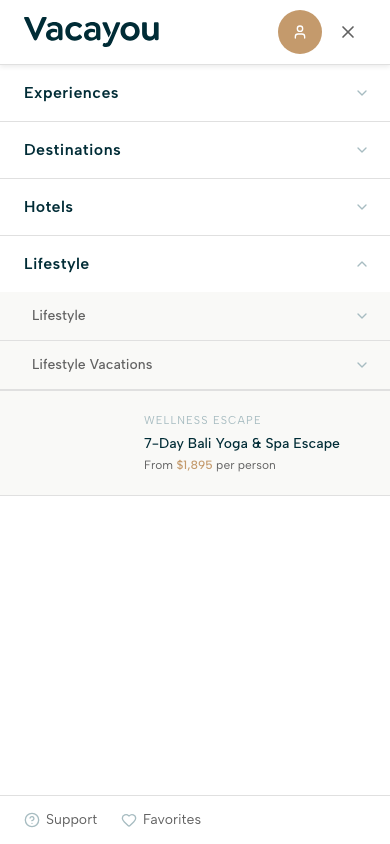 Vacayou
Experiences
Destinations
Hotels
Lifestyle
Lifestyle
Lifestyle Vacations
WELLNESS ESCAPE
7-Day Bali Yoga & Spa Escape
From $1,895 per person
Support
Favorites